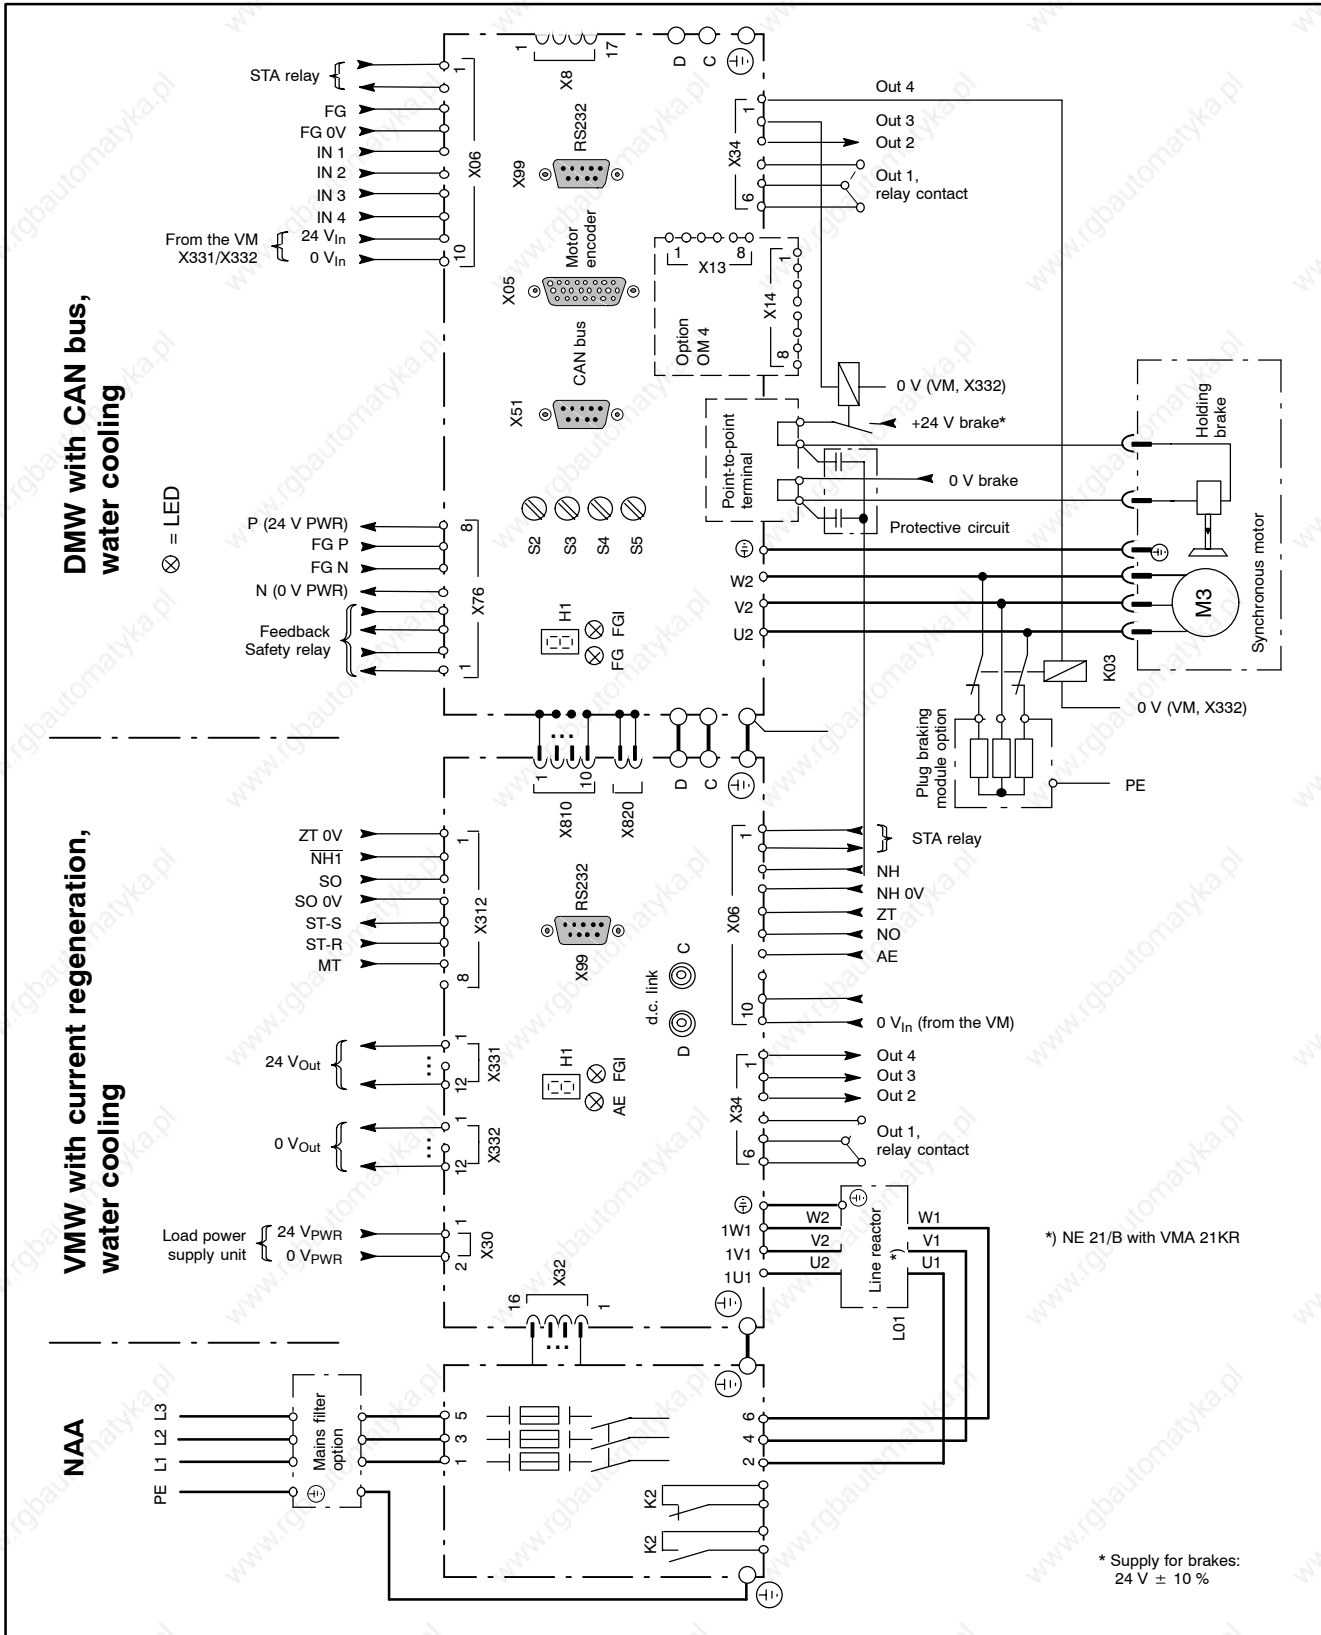 DMW with CAN bus,
water cooling
= LED
STA relay
FG
FG 0V
IN 1
IN 2
IN 3
IN 4
From the VM
X331/X332
24 VIn
0 VIn
1
X06
10
1
17
X8
D
C
RS232
X99
Motor
encoder
X05
CAN bus
X51
S2
S3
S4
S5
H1
FG
FGI
1
X34
6
Out 4
Out 3
Out 2
Out 1,
relay contact
1
8
X13
1
X14
8
Option
OM 4
0 V (VM, X332)
+24 V brake*
Point-to-point
terminal
0 V brake
Protective circuit
Holding
brake
M3
Synchronous motor
W2
V2
U2
K03
0 V (VM, X332)
Plug braking
module option
PE
P (24 V PWR)
FG P
FG N
N (0 V PWR)
Feedback
Safety relay
8
X76
1
VMW with current regeneration,
water cooling
1
10
X810
X820
D
C
ZT 0V
NH1
SO
SO 0V
ST-S
ST-R
MT
1
X312
8
RS232
X99
d.c. link
D
C
H1
AE
FGI
1
X06
10
STA relay
NH
NH 0V
ZT
NO
AE
0 VIn (from the VM)
24 VOut
1
12
X331
0 VOut
1
12
X332
1
X34
6
Out 4
Out 3
Out 2
Out 1,
relay contact
Load power
supply unit
24 VPWR
0 VPWR
1
2
X30
16
1
X32
1W1
1V1
1U1
W2
V2
U2
Line reactor
*)
W1
V1
U1
L01
*) NE 21/B with VMA 21KR
NAA
L3
L2
L1
PE
Mains filter
option
5
3
1
6
4
2
K2
K2
* Supply for brakes:
24 V ± 10 %
www.rgbautomatyka.pl